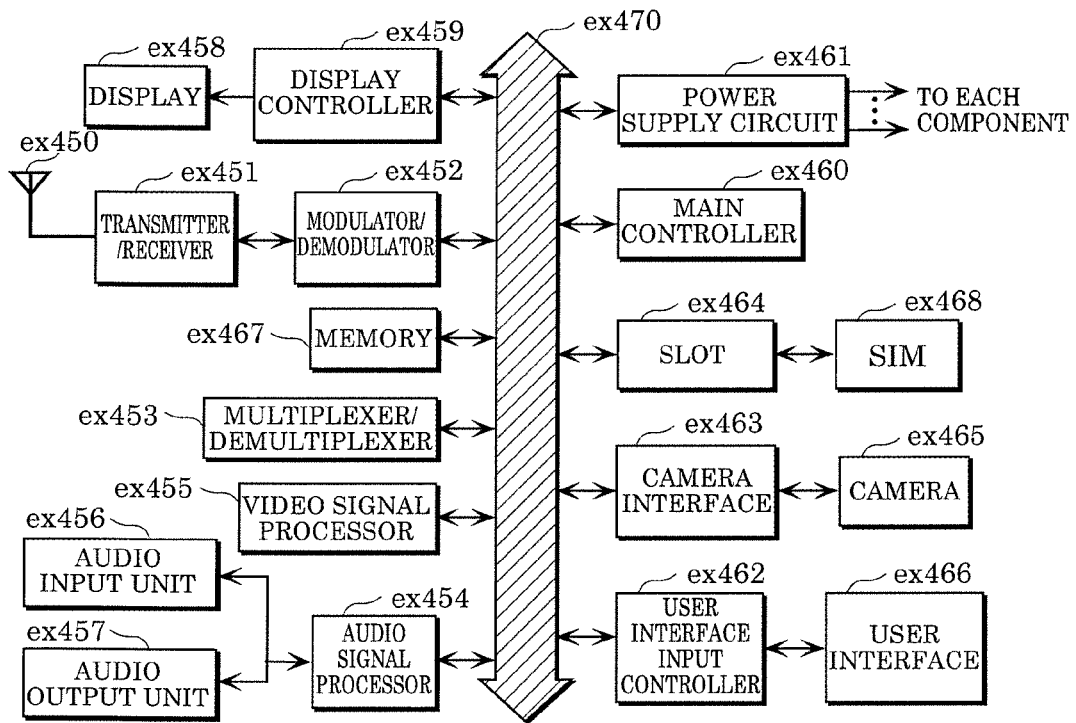 ex470
ex459
ex458
DISPLAY
DISPLAY
CONTROLLER
ex461
POWER
SUPPLY CIRCUIT
TO EACH
COMPONENT
ex450
ex451
TRANSMITTER
/RECEIVER
ex452
MODULATOR/
DEMODULATOR
ex460
MAIN
CONTROLLER
ex467
MEMORY
ex464
SLOT
ex468
SIM
ex453
MULTIPLEXER/
DEMULTIPLEXER
ex463
CAMERA
INTERFACE
ex465
CAMERA
ex455
VIDEO SIGNAL
PROCESSOR
ex456
AUDIO
INPUT UNIT
ex457
AUDIO
OUTPUT UNIT
ex454
AUDIO
SIGNAL
PROCESSOR
ex462
USER
INTERFACE
INPUT
CONTROLLER
ex466
USER
INTERFACE